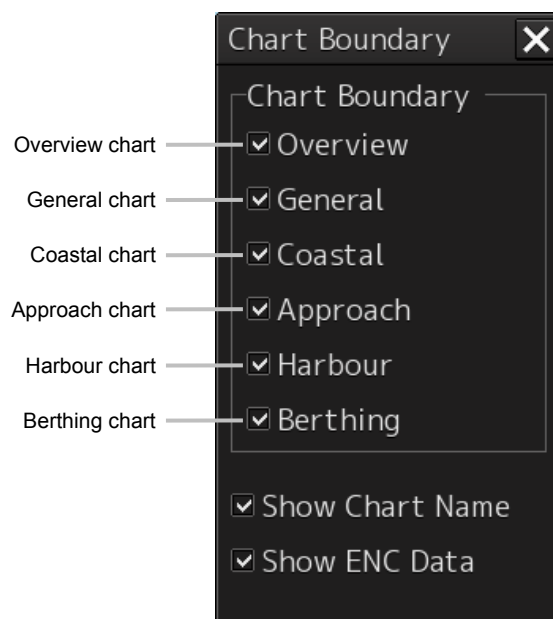 Chart Boundary
Chart Boundary
Overview chart Overview
General chart General
Coastal chart Coastal
Approach chart Approach
Harbour chart Harbour
Berthing chart Berthing
Show Chart Name
Show ENC Data